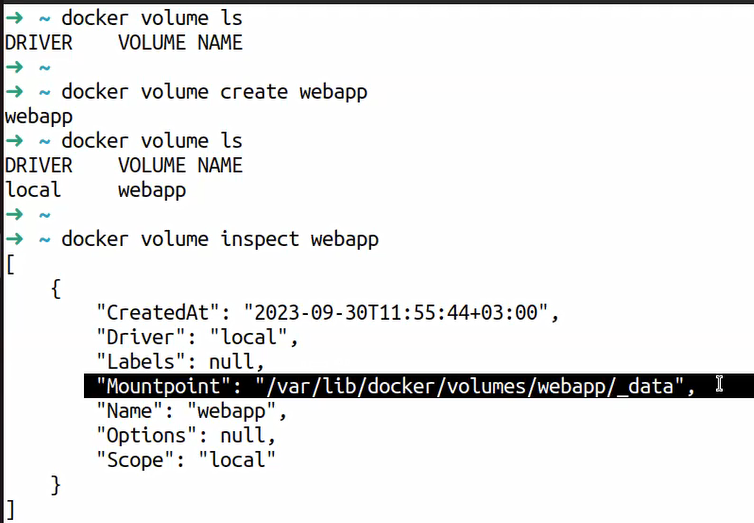 ➜ ~ docker volume ls
DRIVER    VOLUME NAME
➜ ~
➜ ~ docker volume create webapp
webapp
➜ ~ docker volume ls
DRIVER    VOLUME NAME
local     webapp
➜ ~
➜ ~ docker volume inspect webapp
[
    {
        "CreatedAt": "2023-09-30T11:55:44+03:00",
        "Driver": "local",
        "Labels": null,
        "Mountpoint": "/var/lib/docker/volumes/webapp/_data",
        "Name": "webapp",
        "Options": null,
        "Scope": "local"
    }
]